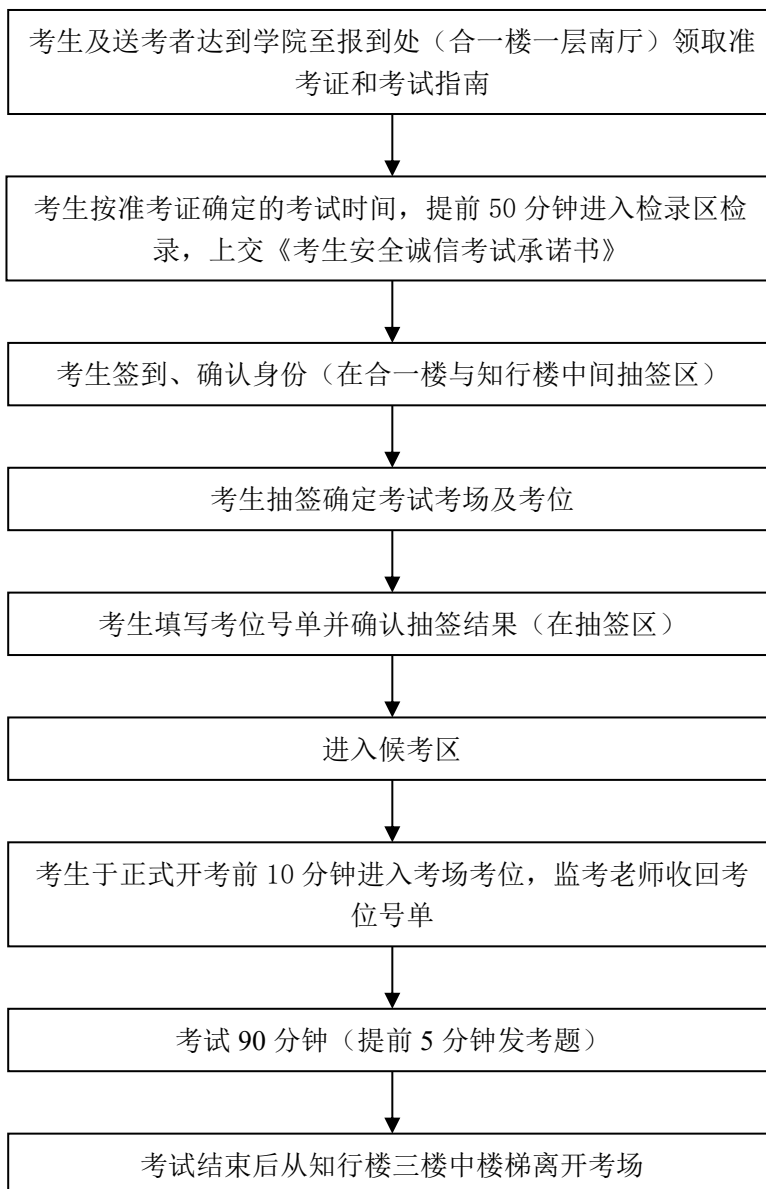 考生及送考者达到学院至报到处（合一楼一层南厅）领取准
考证和考试指南
考生按准考证确定的考试时间，提前 50 分钟进入检录区检
录，上交《考生安全诚信考试承诺书》
考生签到、确认身份（在合一楼与知行楼中间抽签区）
考生抽签确定考试考场及考位
考生填写考位号单并确认抽签结果（在抽签区）
进入候考区
考生于正式开考前 10 分钟进入考场考位，监考老师收回考
位号单
考试 90 分钟（提前 5 分钟发考题）
考试结束后从知行楼三楼中楼梯离开考场